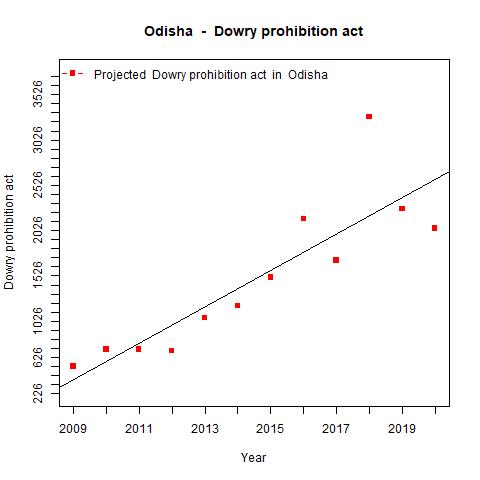 Odisha - Dowry prohibition act
Projected Dowry prohibition act in Odisha
3526
3026
2526
2026
1526
1026
626
226
Dowry prohibition act
2009 2011 2013 2015 2017 2019
Year